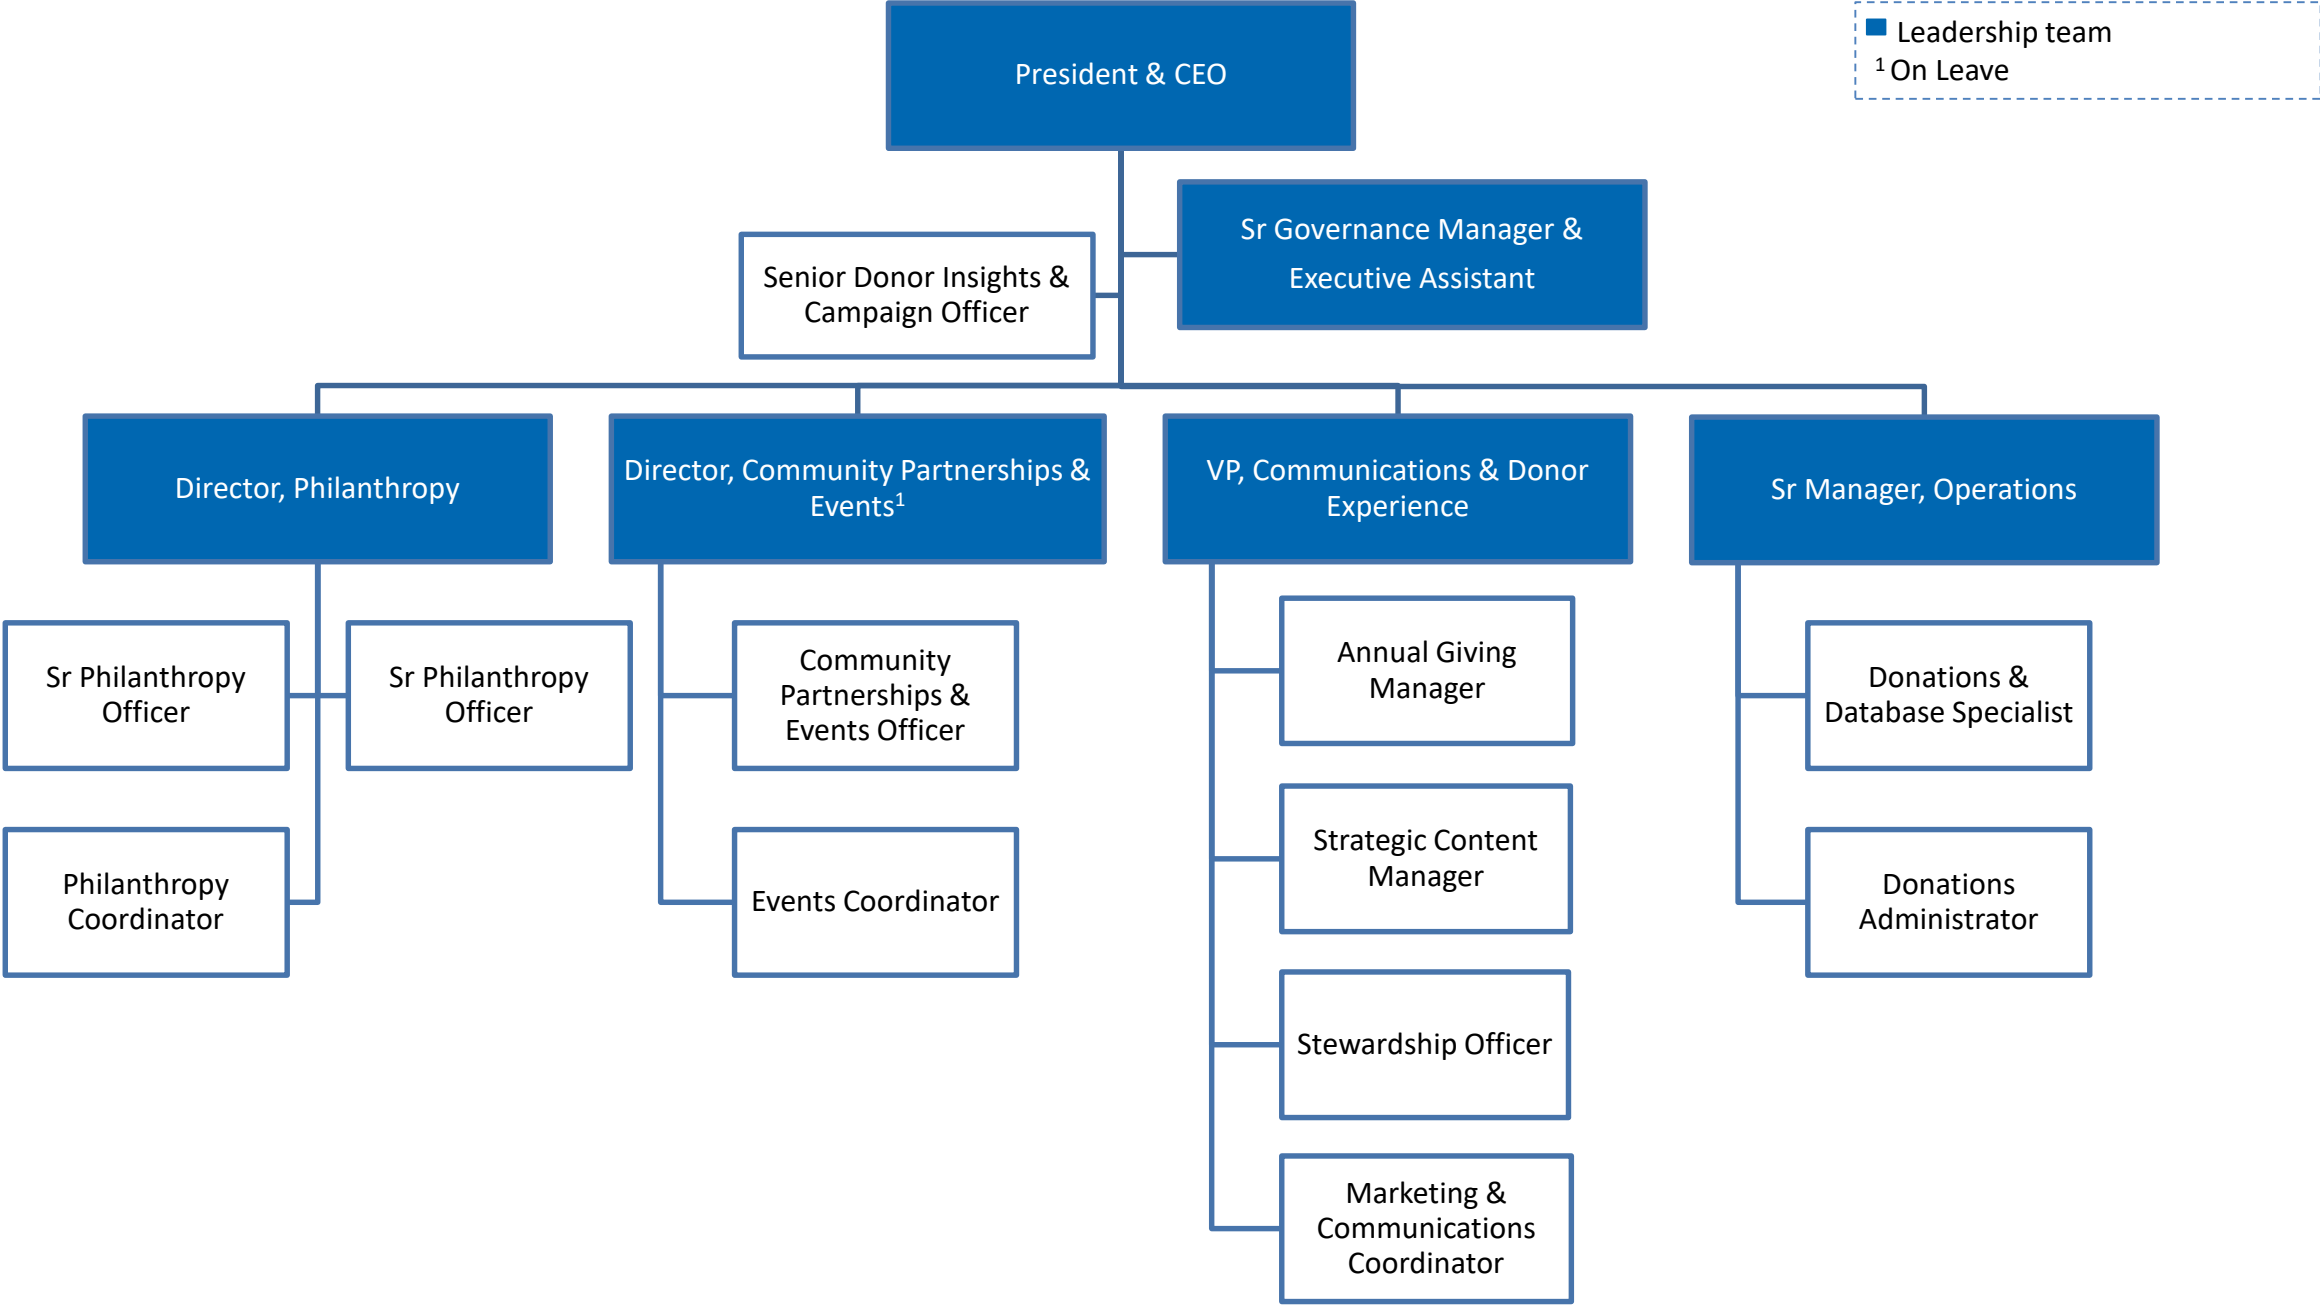 President & CEO
Leadership team
¹ On Leave
Sr Governance Manager &
Executive Assistant
Senior Donor Insights &
Campaign Officer
Director, Philanthropy
Director, Community Partnerships &
Events¹
VP, Communications & Donor
Experience
Sr Manager, Operations
Sr Philanthropy
Officer
Sr Philanthropy
Officer
Philanthropy
Coordinator
Community
Partnerships &
Events Officer
Events Coordinator
Annual Giving
Manager
Strategic Content
Manager
Stewardship Officer
Marketing &
Communications
Coordinator
Donations &
Database Specialist
Donations
Administrator